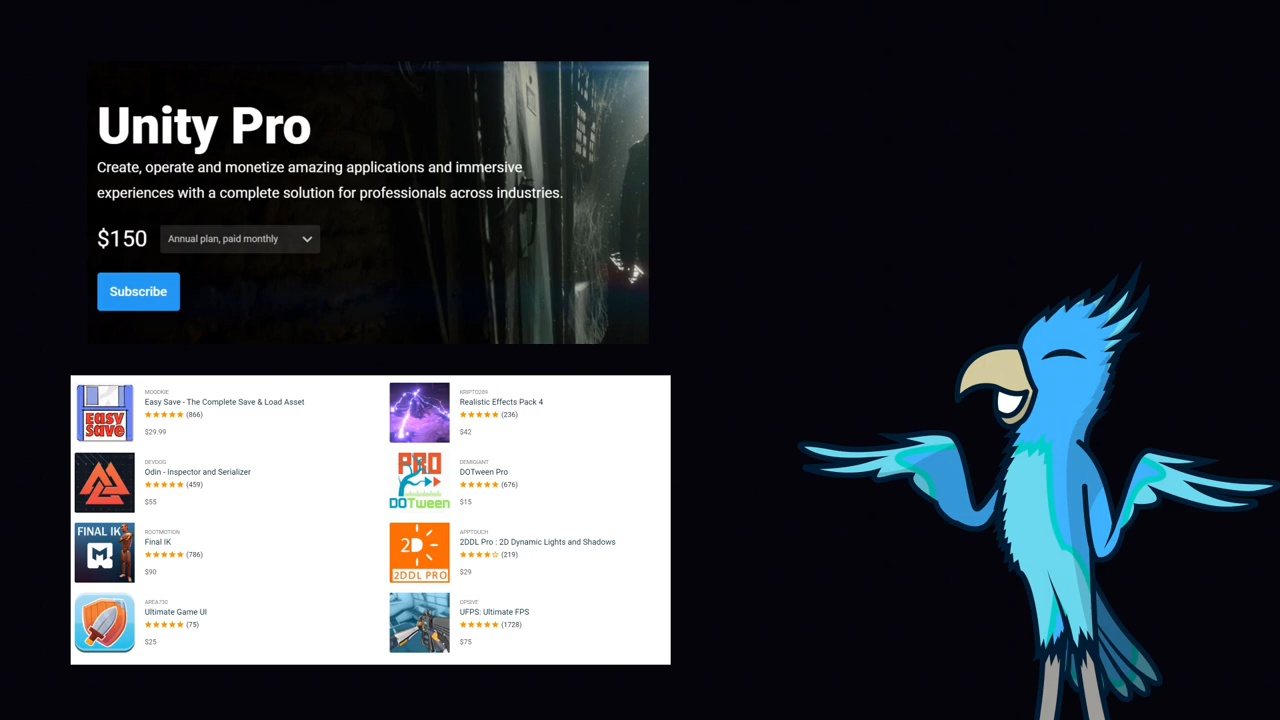 Unity Pro
Create, operate and monetize amazing applications and immersive
experiences with a complete solution for professionals across industries.
$150
Annual plan, paid monthly
Subscribe
EASY
SAVE
MOODKIE
Easy Save - The Complete Save & Load Asset
(866)
$29.99
DEVDOG
Odin - Inspector and Serializer
(459)
$55
FINAL IK
ROOTMOTION
Final IK
(786)
$90
AREA730
Ultimate Game UI
(75)
$25
KRIPTO289
Realistic Effects Pack 4
(236)
$42
PRO
DOTween
DEMIGIANT
DOTween Pro
(676)
$15
2D
2DDL PRO
APPTOUCH
2DDL Pro : 2D Dynamic Lights and Shadows
(219)
$29
OPSIVE
UFPS: Ultimate FPS
(1728)
$75